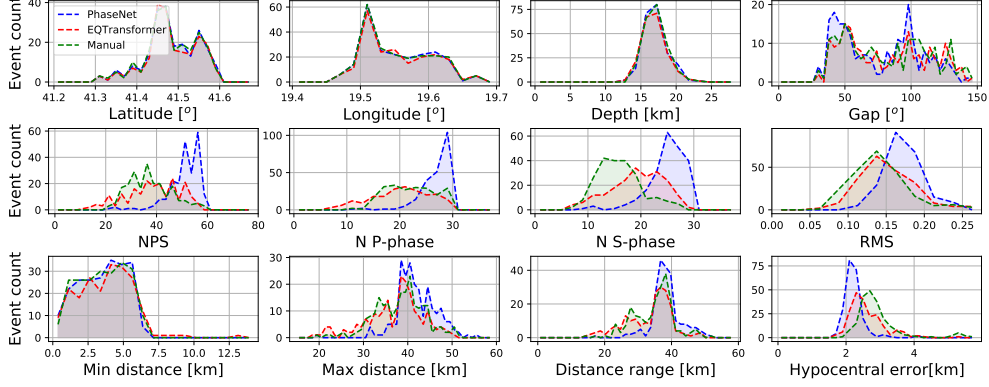 Event count
40
20
0
PhaseNet
EQTransformer
Manual
41.2 41.3 41.4 41.5 41.6
Latitude [°]
60
40
20
0
19.4 19.5 19.6 19.7
Longitude [°]
75
50
25
0
0 5 10 15 20 25
Depth [km]
20
10
0
0 50 100 150
Gap [°]
Event count
60
40
20
0
0 20 40 60 80
NPS
100
75
50
25
0
0 10 20 30
N P-phase
60
40
20
0
0 10 20 30
N S-phase
50
0
0.00 0.05 0.10 0.15 0.20 0.25
RMS
Event count
30
20
10
0
0.0 2.5 5.0 7.5 10.0 12.5
Min distance [km]
30
20
10
0
20 30 40 50 60
Max distance [km]
40
20
0
0 20 40 60
Distance range [km]
75
50
25
0
0 2 4
Hypocentral error[km]